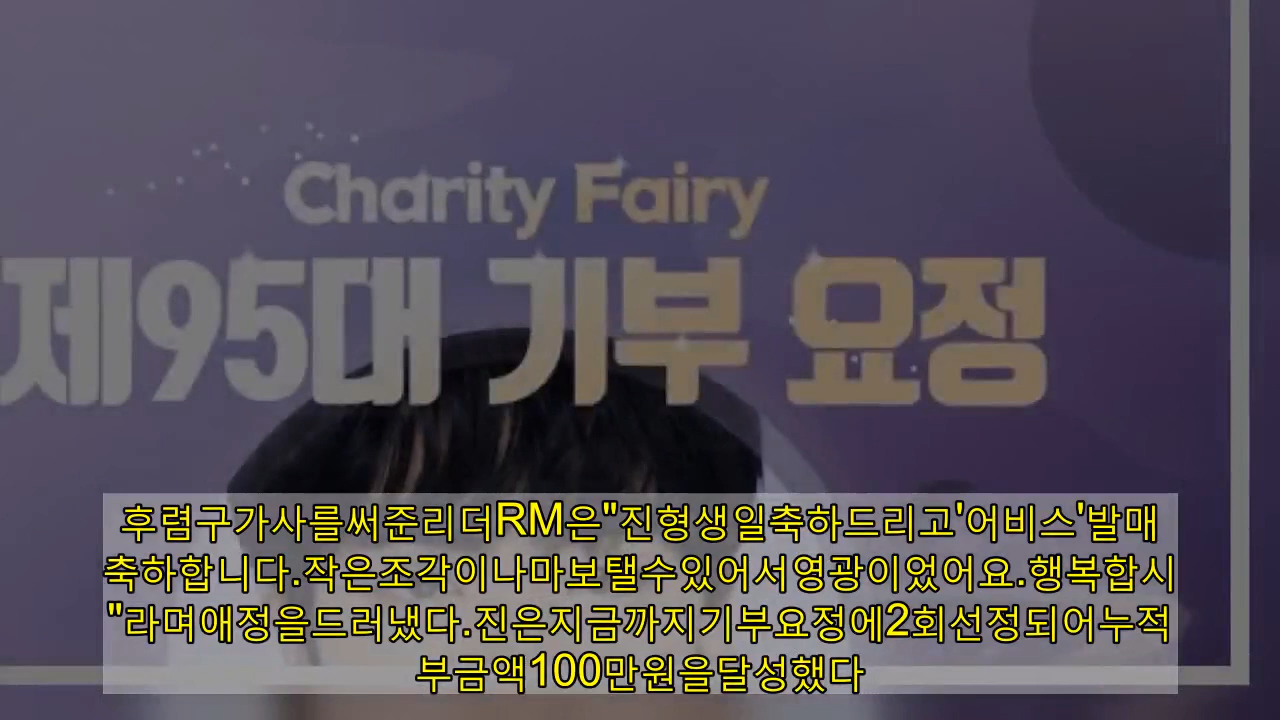 Charity Fairy
제95대 기부 요정
후렴구가사를써준리더RM은"진형생일축하드리고'어비스'발매
축하합니다.작은조각이나마보탤수있어서영광이었어요.행복합시
"라며애정을드러냈다.진은지금까지기부요정에2회선정되어누적
부금액100만원을달성했다